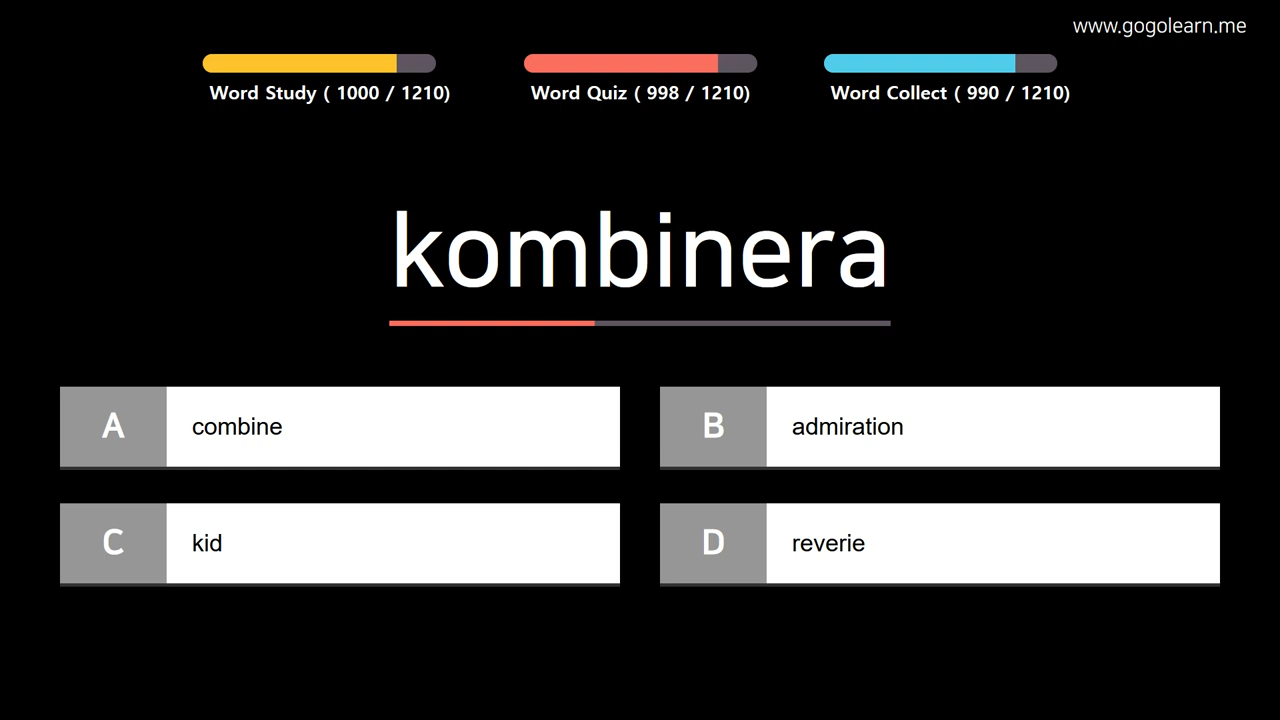 www.gogolearn.me
Word Study ( 1000 / 1210)
Word Quiz ( 998 / 1210)
Word Collect ( 990 / 1210)
kombinera
A combine
B admiration
C kid
D reverie